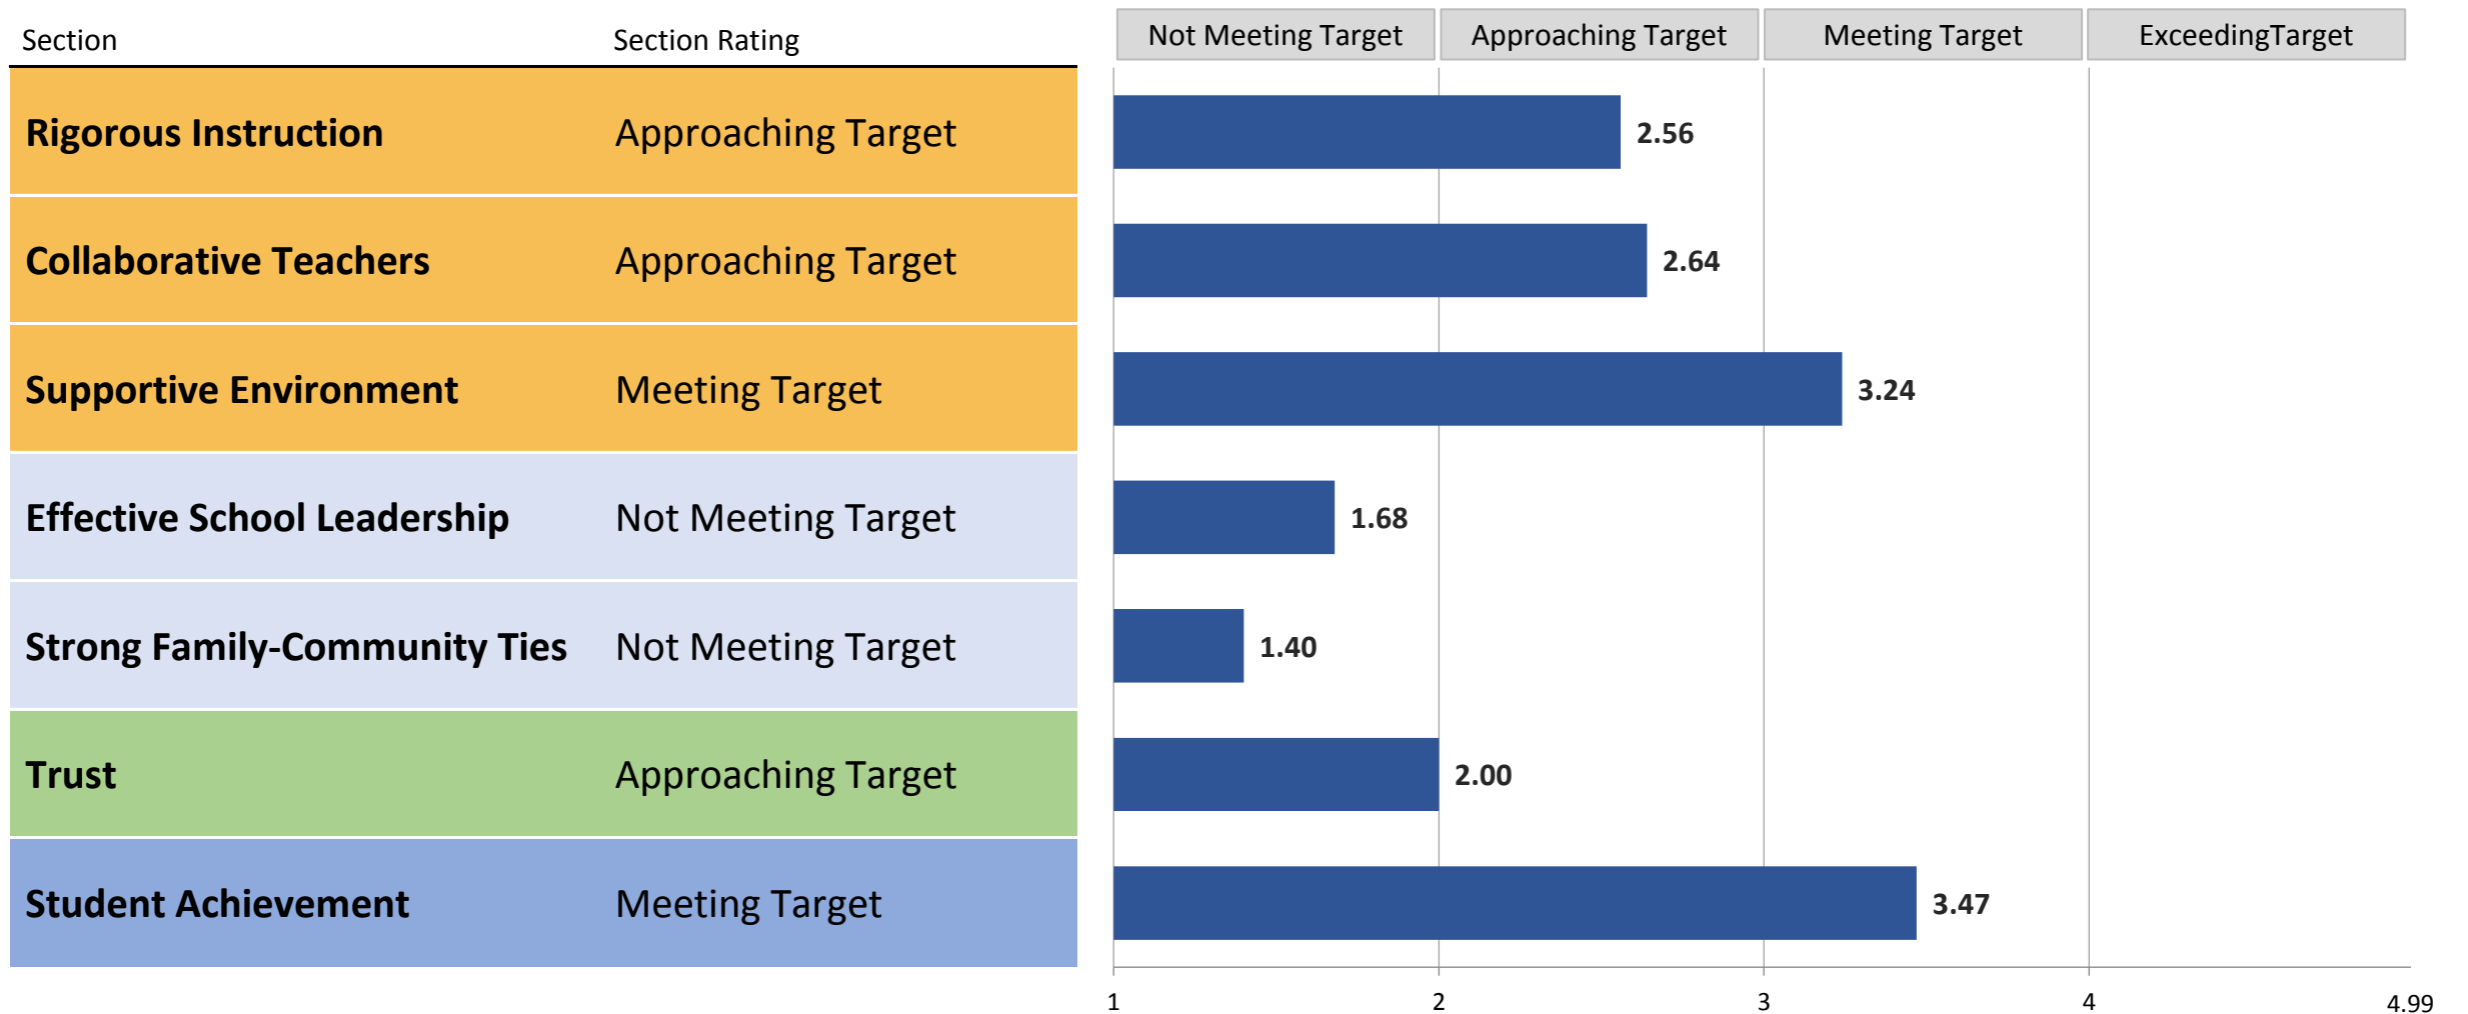 Section Section Rating Not Meeting Target Approaching Target Meeting Target ExceedingTarget
Rigorous Instruction Approaching Target 2.56
Collaborative Teachers Approaching Target 2.64
Supportive Environment Meeting Target 3.24
Effective School Leadership Not Meeting Target 1.68
Strong Family-Community Ties Not Meeting Target 1.40
Trust Approaching Target 2.00
Student Achievement Meeting Target 3.47
1 2 3 4 4.99